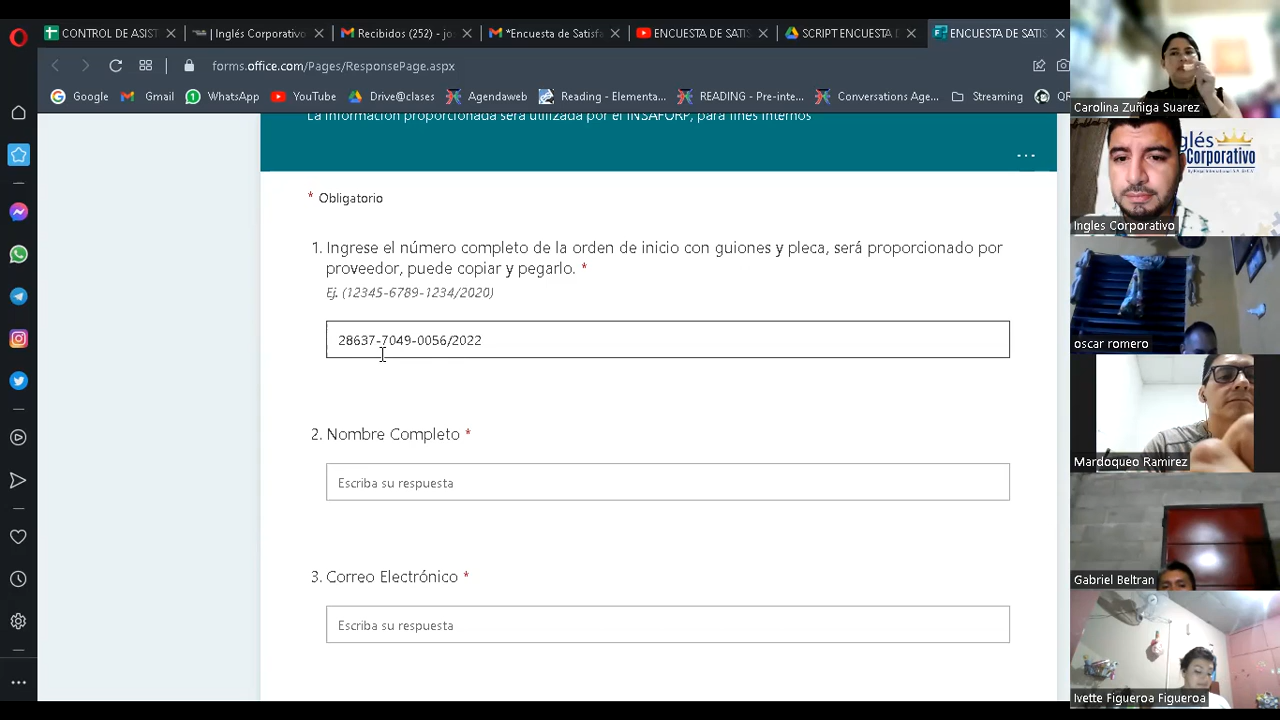 CONTROL DE ASIST
| Inglés Corporativo
Recibidos (252) - jo
*Encuesta de Satisfa
ENCUESTA DE SATIS
SCRIPT ENCUESTA D
ENCUESTA DE SATIS
forms.office.com/Pages/ResponsePage.aspx
Google
Gmail
WhatsApp
YouTube
Drive@clases
Agendaweb
Reading - Elementa...
READING - Pre-inte...
Conversations Age...
Streaming
QR
La información proporcionada será utilizada por el INSAFORP, para fines internos
...
* Obligatorio
1. Ingrese el número completo de la orden de inicio con guiones y pleca, será proporcionado por
proveedor, puede copiar y pegarlo. *
Ej. (12345-6789-1234/2020)
28637-7049-0056/2022
2. Nombre Completo *
Escriba su respuesta
3. Correo Electrónico *
Escriba su respuesta
Carolina Zuñiga Suarez
glés
Corporativo
Ingles Corporativo
oscar romero
Mardoqueo Ramirez
Gabriel Beltran
Ivette Figueroa Figueroa